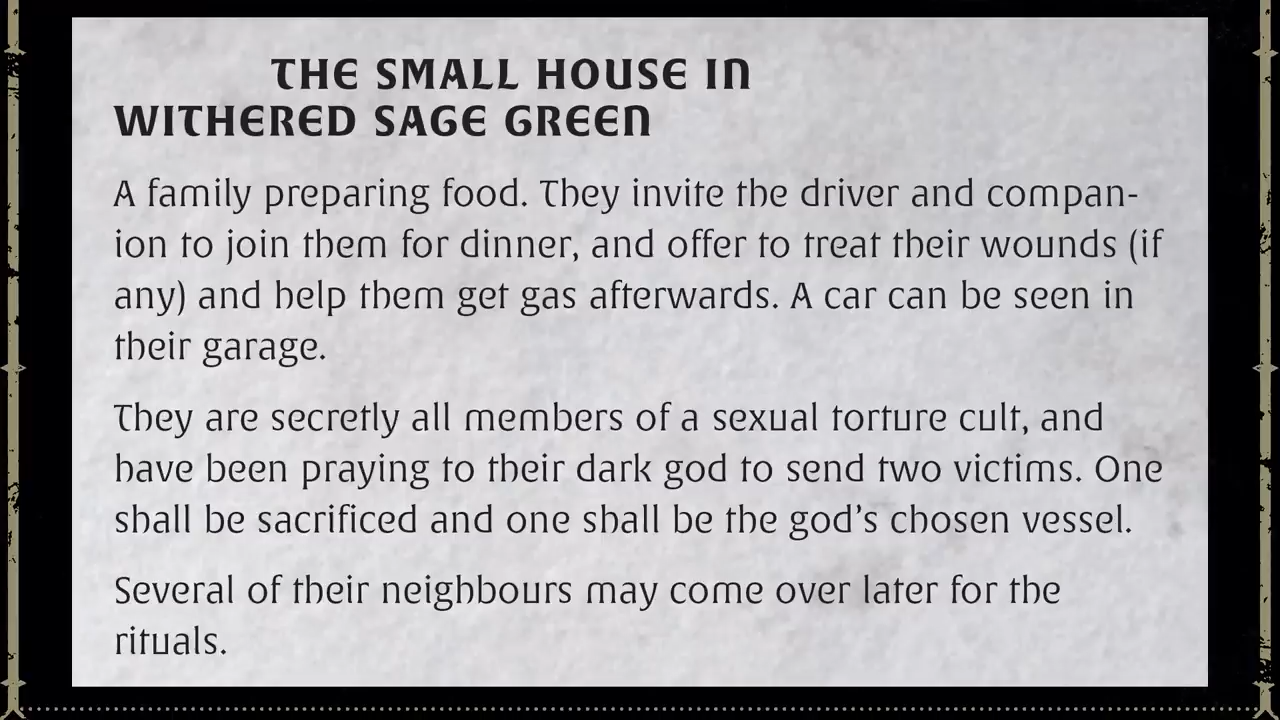 THE SMALL HOUSE IN
WITHERED SAGE GREEN
A family preparing food. They invite the driver and compan-
ion to join them for dinner, and offer to treat their wounds (if
any) and help them get gas afterwards. A car can be seen in
their garage.
They are secretly all members of a sexual torture cult, and
have been praying to their dark god to send two victims. One
shall be sacrificed and one shall be the god’s chosen vessel.
Several of their neighbours may come over later for the
rituals.